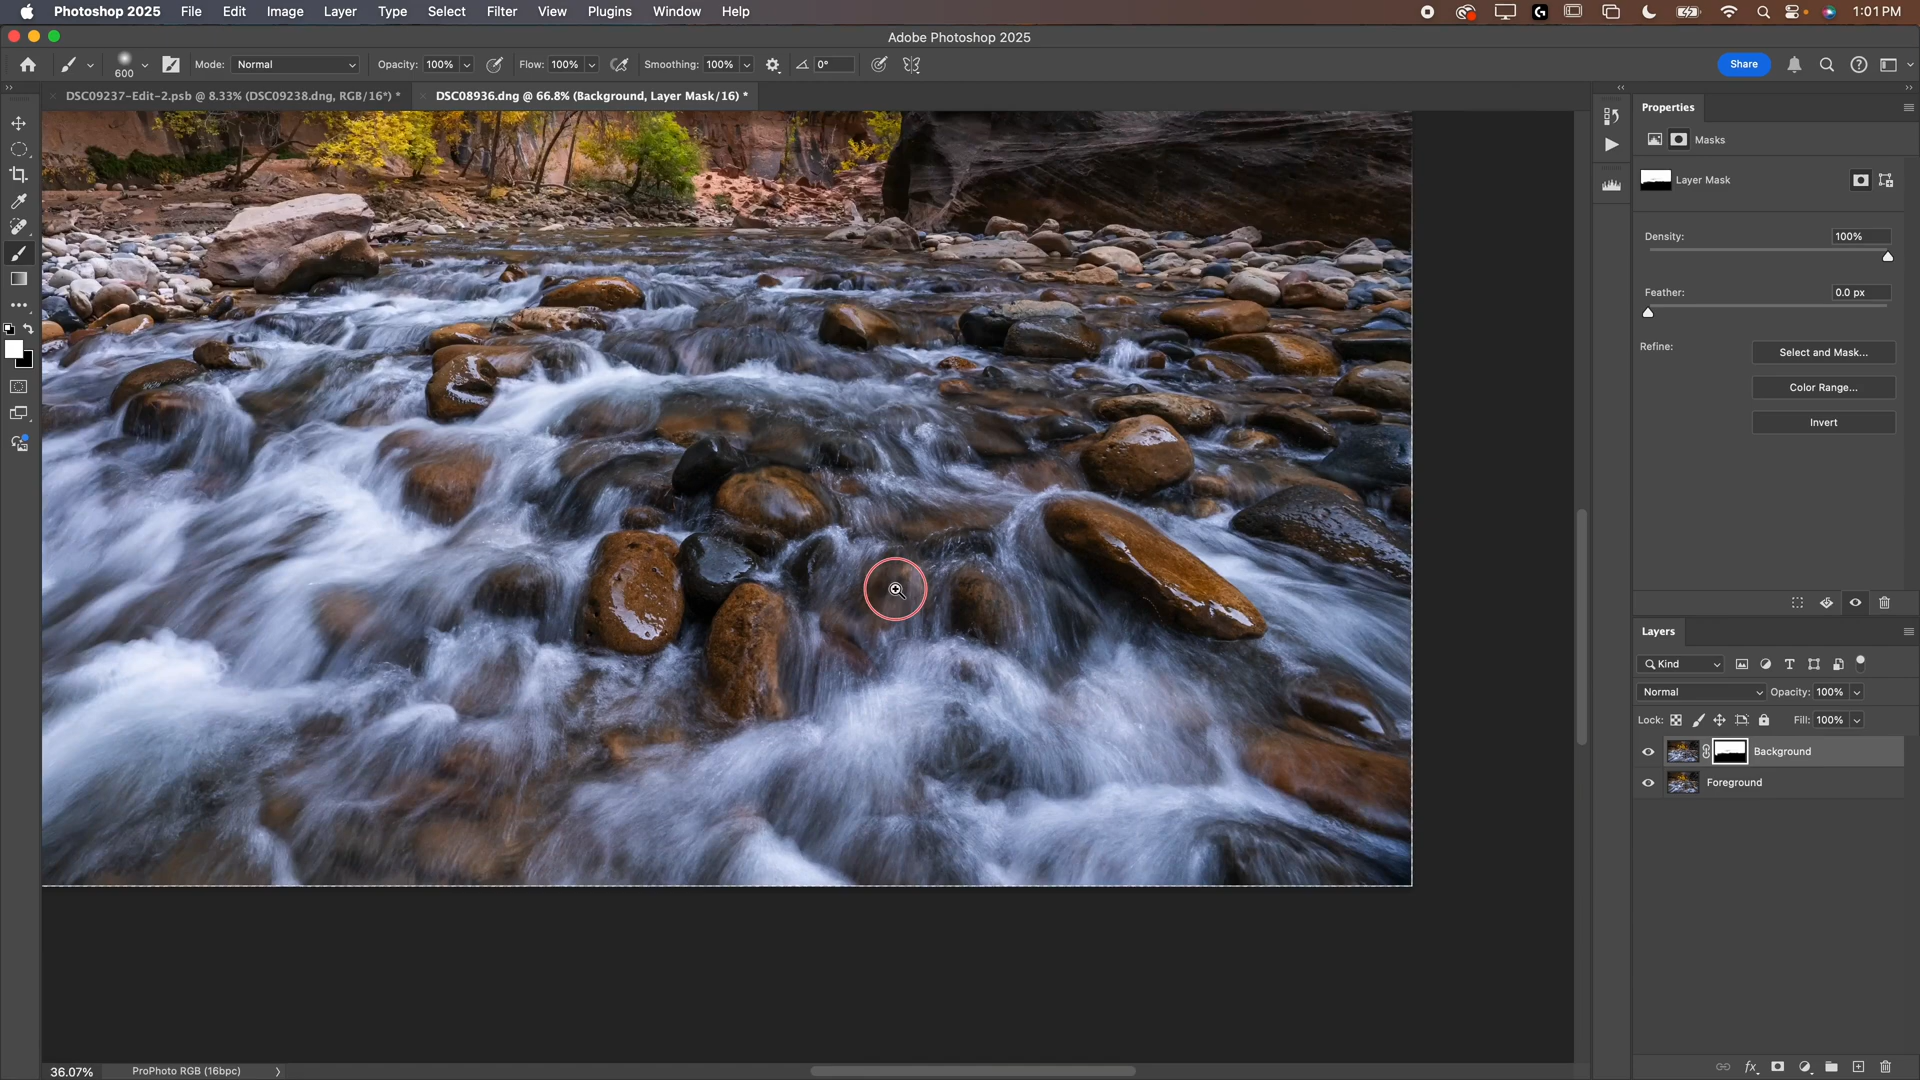 Photoshop 2025 File Edit Image Layer Type Select Filter View Plugins Window Help 1:01 PM
Adobe Photoshop 2025
600 Mode: Normal Opacity: 100% Flow: 100% Smoothing: 100% 0° Share
DSC09237-Edit-2.psb @ 8.33% (DSC09238.dng, RGB/16*) * DSC08936.dng @ 66.8% (Background, Layer Mask/16) *
Properties
Masks
Layer Mask
Density: 100%
Feather: 0.0 px
Refine: Select and Mask...
Color Range...
Invert
Layers
Kind
Normal Opacity: 100%
Lock: Fill: 100%
Background
Foreground
36.07% ProPhoto RGB (16bpc)